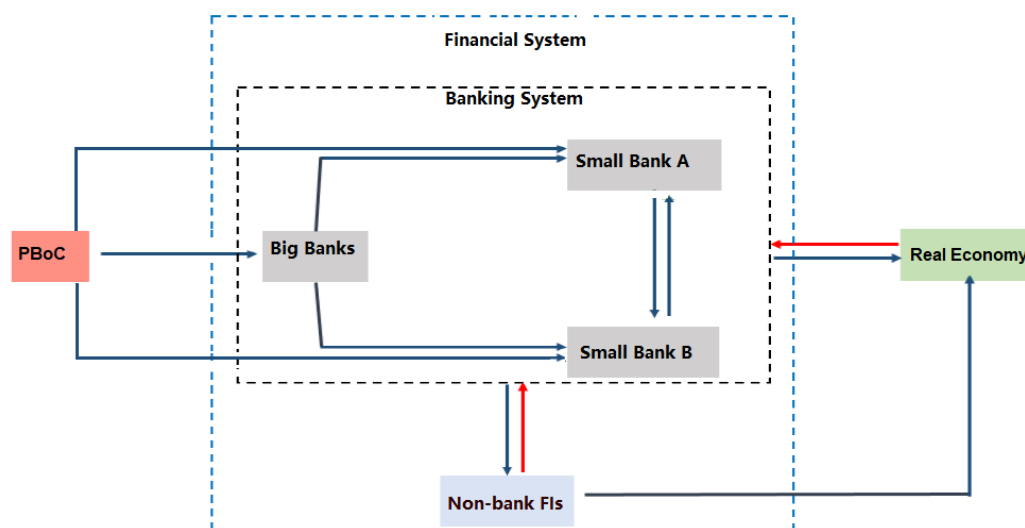 Financial System
Banking System
Small Bank A
PBoC
Big Banks
Real Economy
Small Bank B
Non-bank FIs